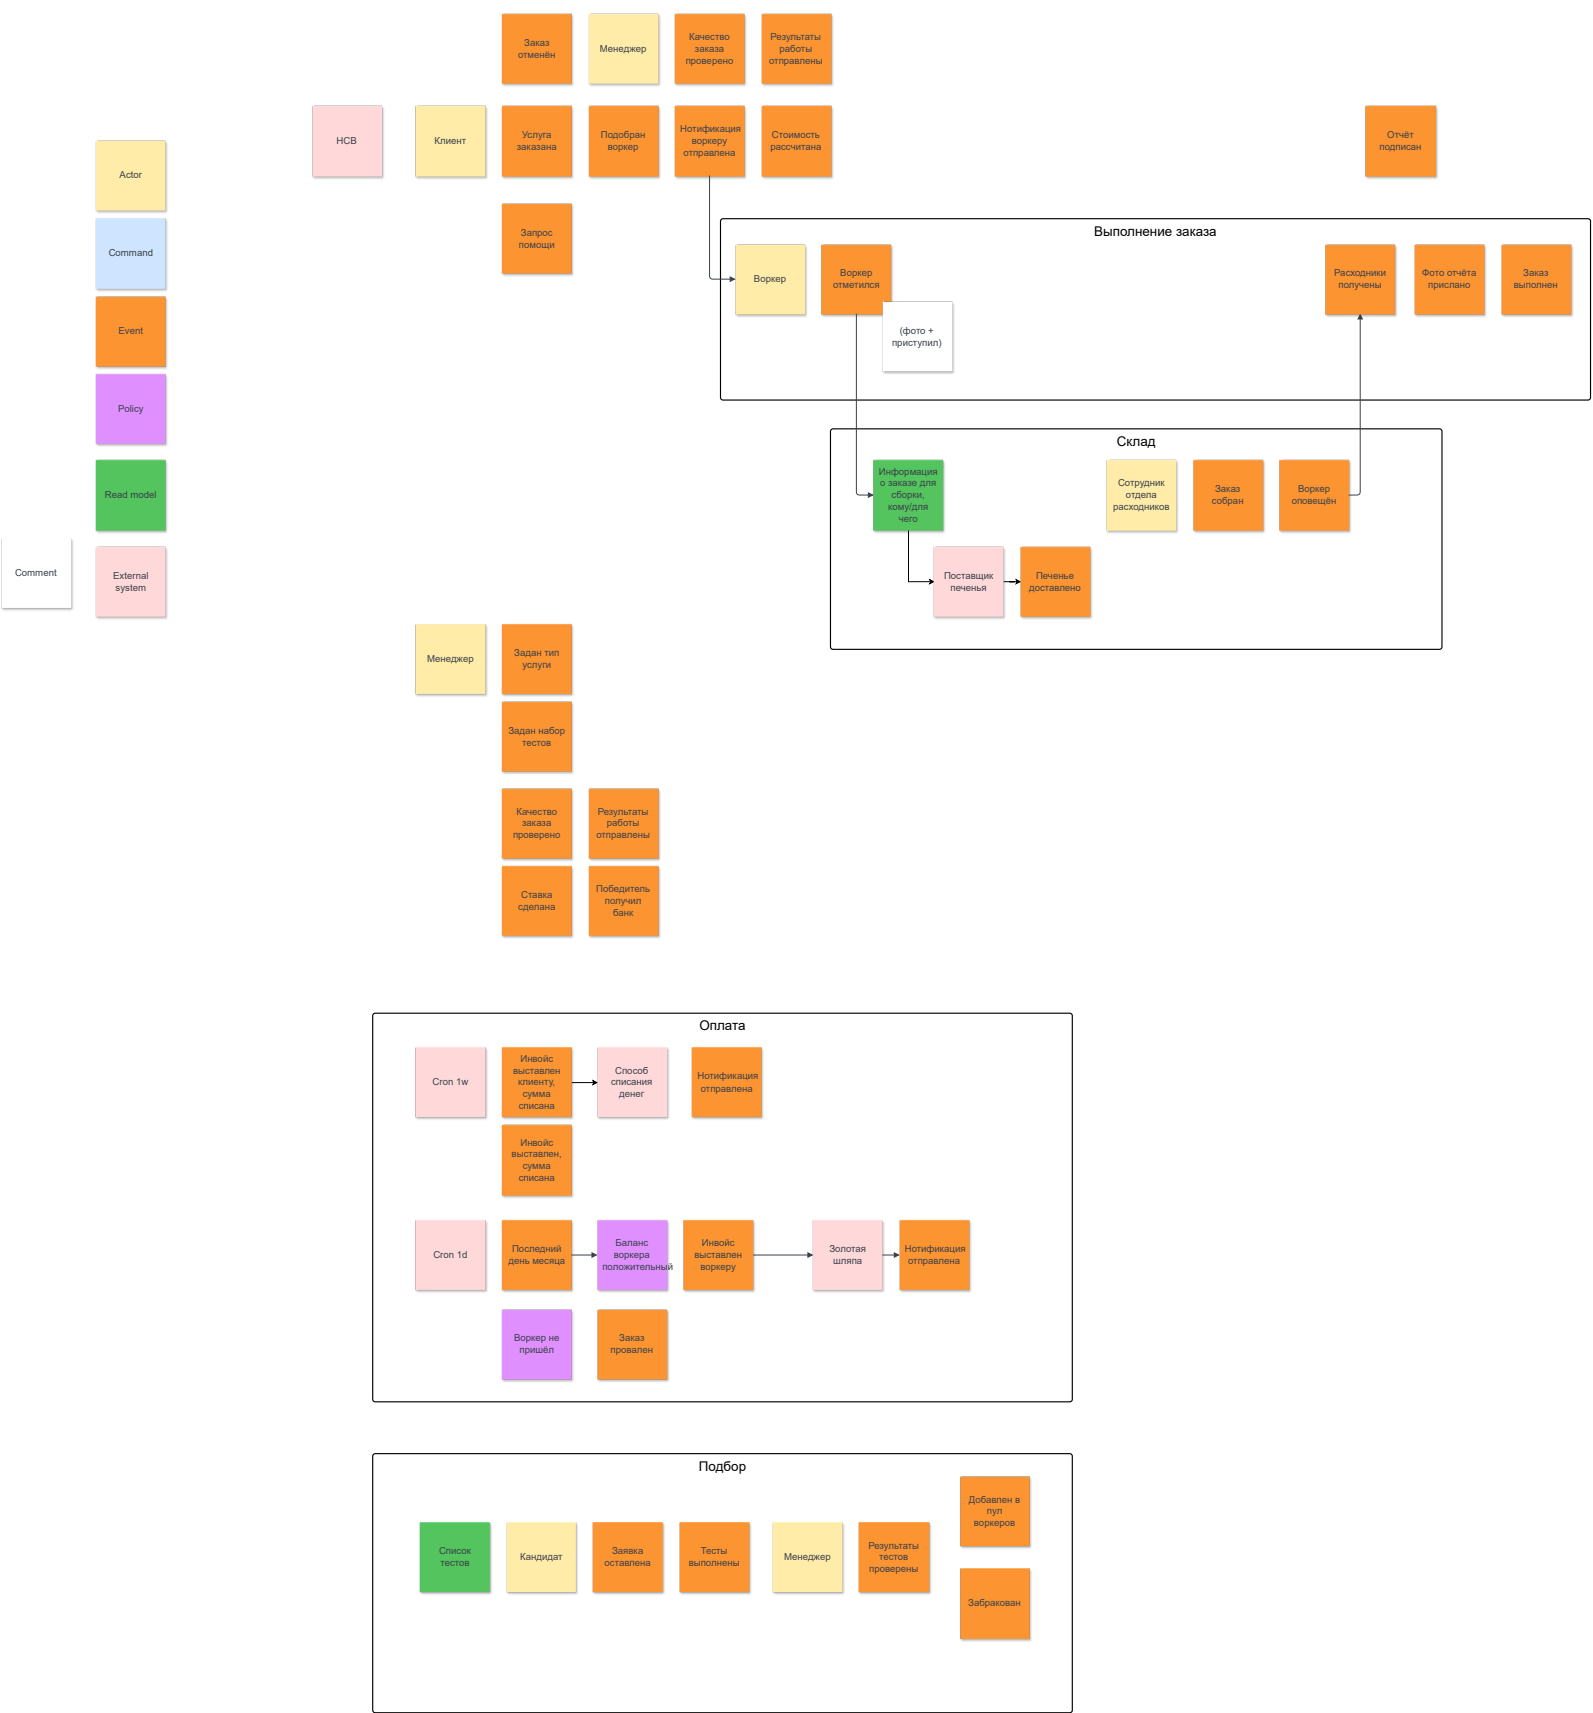 Заказ
отменён
Менеджер
Качество
заказа
проверено
Результаты
работы
отправлены
НСВ
Клиент
Услуга
заказана
Подобран
воркер
Нотификация
воркеру
отправлена
Стоимость
рассчитана
Отчёт
подписан
Actor
Command
Event
Policy
Read model
External
system
Comment
Запрос
помощи
Выполнение заказа
Воркер
Воркер
отметился
(фото +
приступил)
Расходники
получены
Фото отчёта
прислано
Заказ
выполнен
Склад
Информация
о заказе для
сборки,
кому/для
чего
Сотрудник
отдела
расходников
Заказ
собран
Воркер
оповещён
Поставщик
печенья
Печенье
доставлено
Менеджер
Задан тип
услуги
Задан набор
тестов
Качество
заказа
проверено
Результаты
работы
отправлены
Ставка
сделана
Победитель
получил
банк
Оплата
Cron 1w
Инвойс
выставлен
клиенту,
сумма
списана
Способ
списания
денег
Нотификация
отправлена
Инвойс
выставлен,
сумма
списана
Cron 1d
Последний
день месяца
Баланс
воркера
положительный
Инвойс
выставлен
воркеру
Золотая
шляпа
Нотификация
отправлена
Воркер не
пришёл
Заказ
провален
Подбор
Список
тестов
Кандидат
Заявка
оставлена
Тесты
выполнены
Менеджер
Результаты
тестов
проверены
Добавлен в
пул
воркеров
Забракован